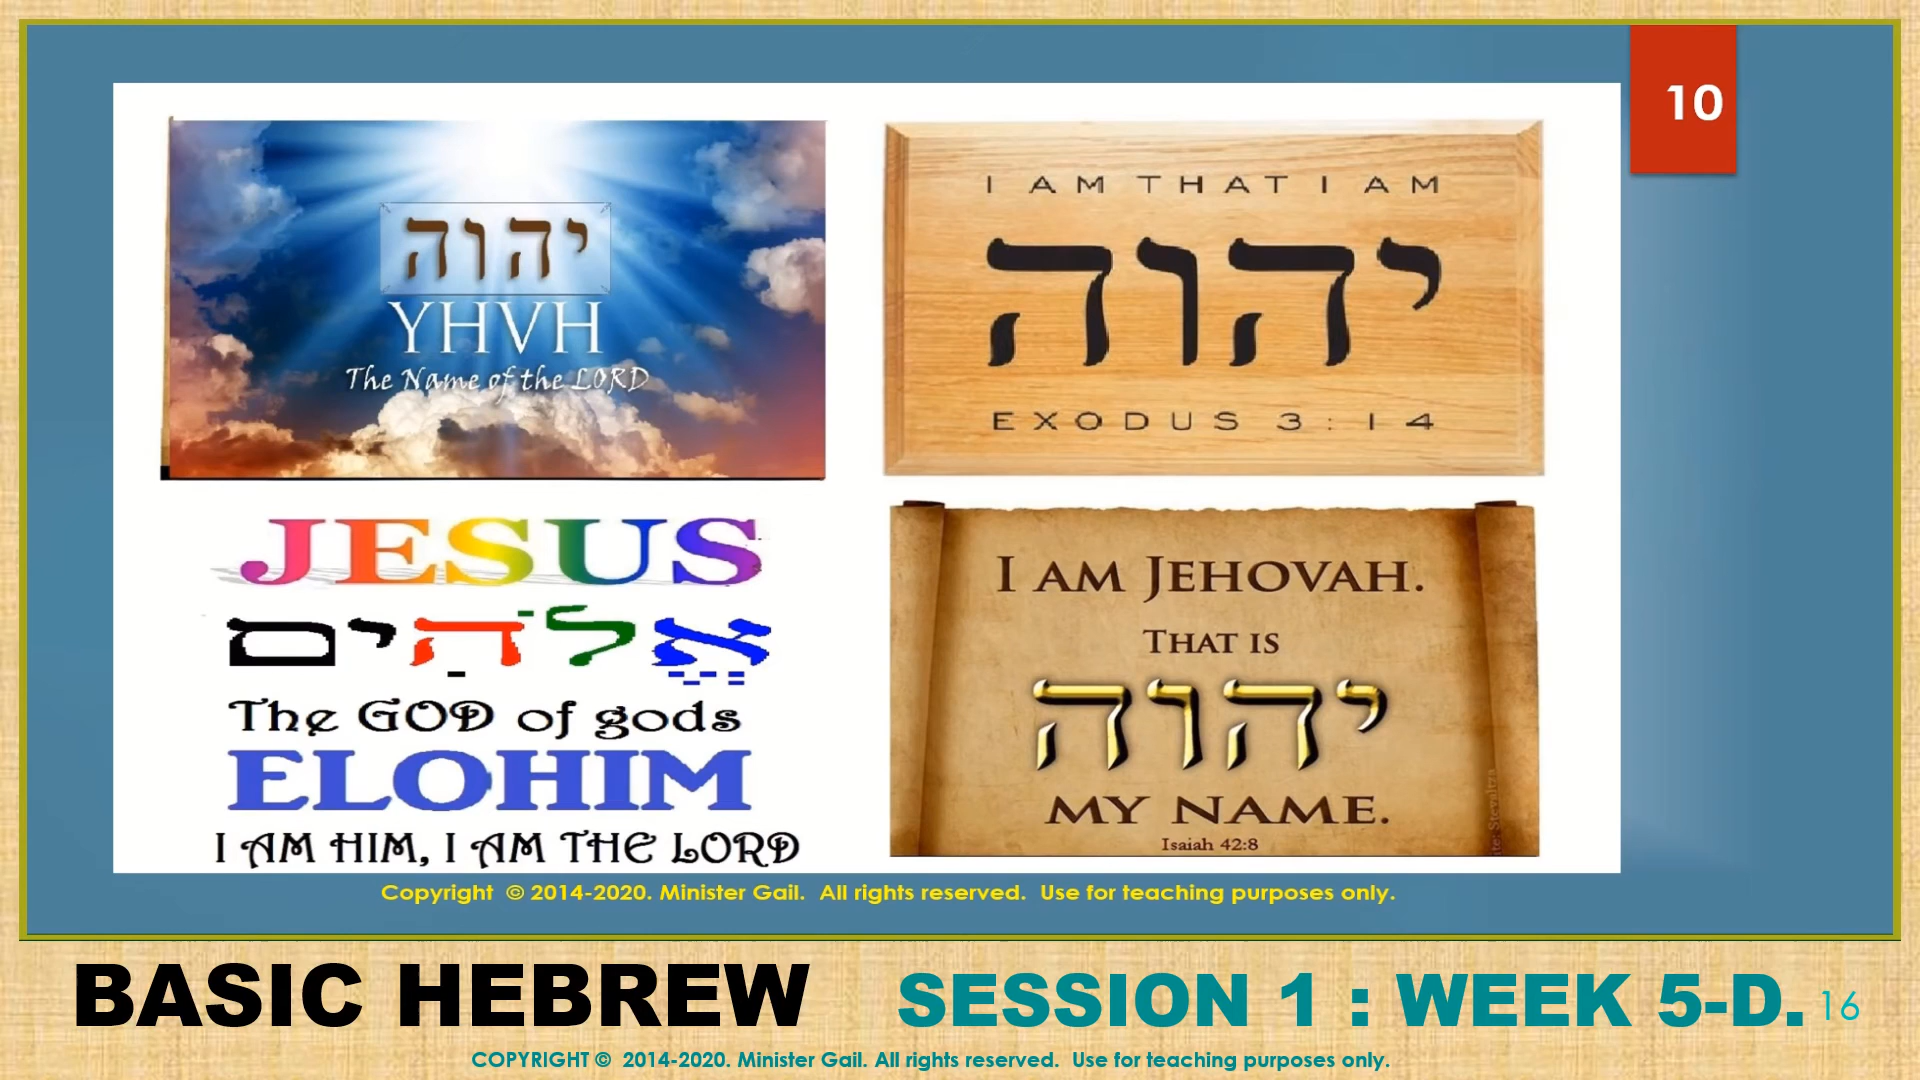 10
יהוה
YHVH
The Name of the LORD
I AM THAT I AM
יהוה
EXODUS 3:14
JESUS
אֱלֹהִים
The GOD of gods
ELOHIM
I AM HIM, I AM THE LORD
I AM JEHOVAH.
THAT IS
יהוה
MY NAME.
Isaiah 42:8
Copyright © 2014-2020. Minister Gail. All rights reserved. Use for teaching purposes only.
BASIC HEBREW SESSION 1 : WEEK 5-D. 16
COPYRIGHT © 2014-2020. Minister Gail. All rights reserved. Use for teaching purposes only.